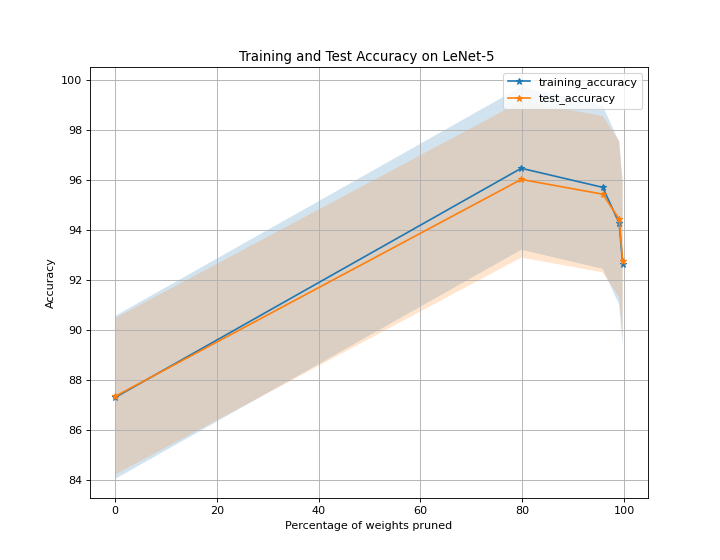 Training and Test Accuracy on LeNet-5
training_accuracy
test_accuracy
Accuracy
100
98
96
94
92
90
88
86
84
0 20 40 60 80 100
Percentage of weights pruned